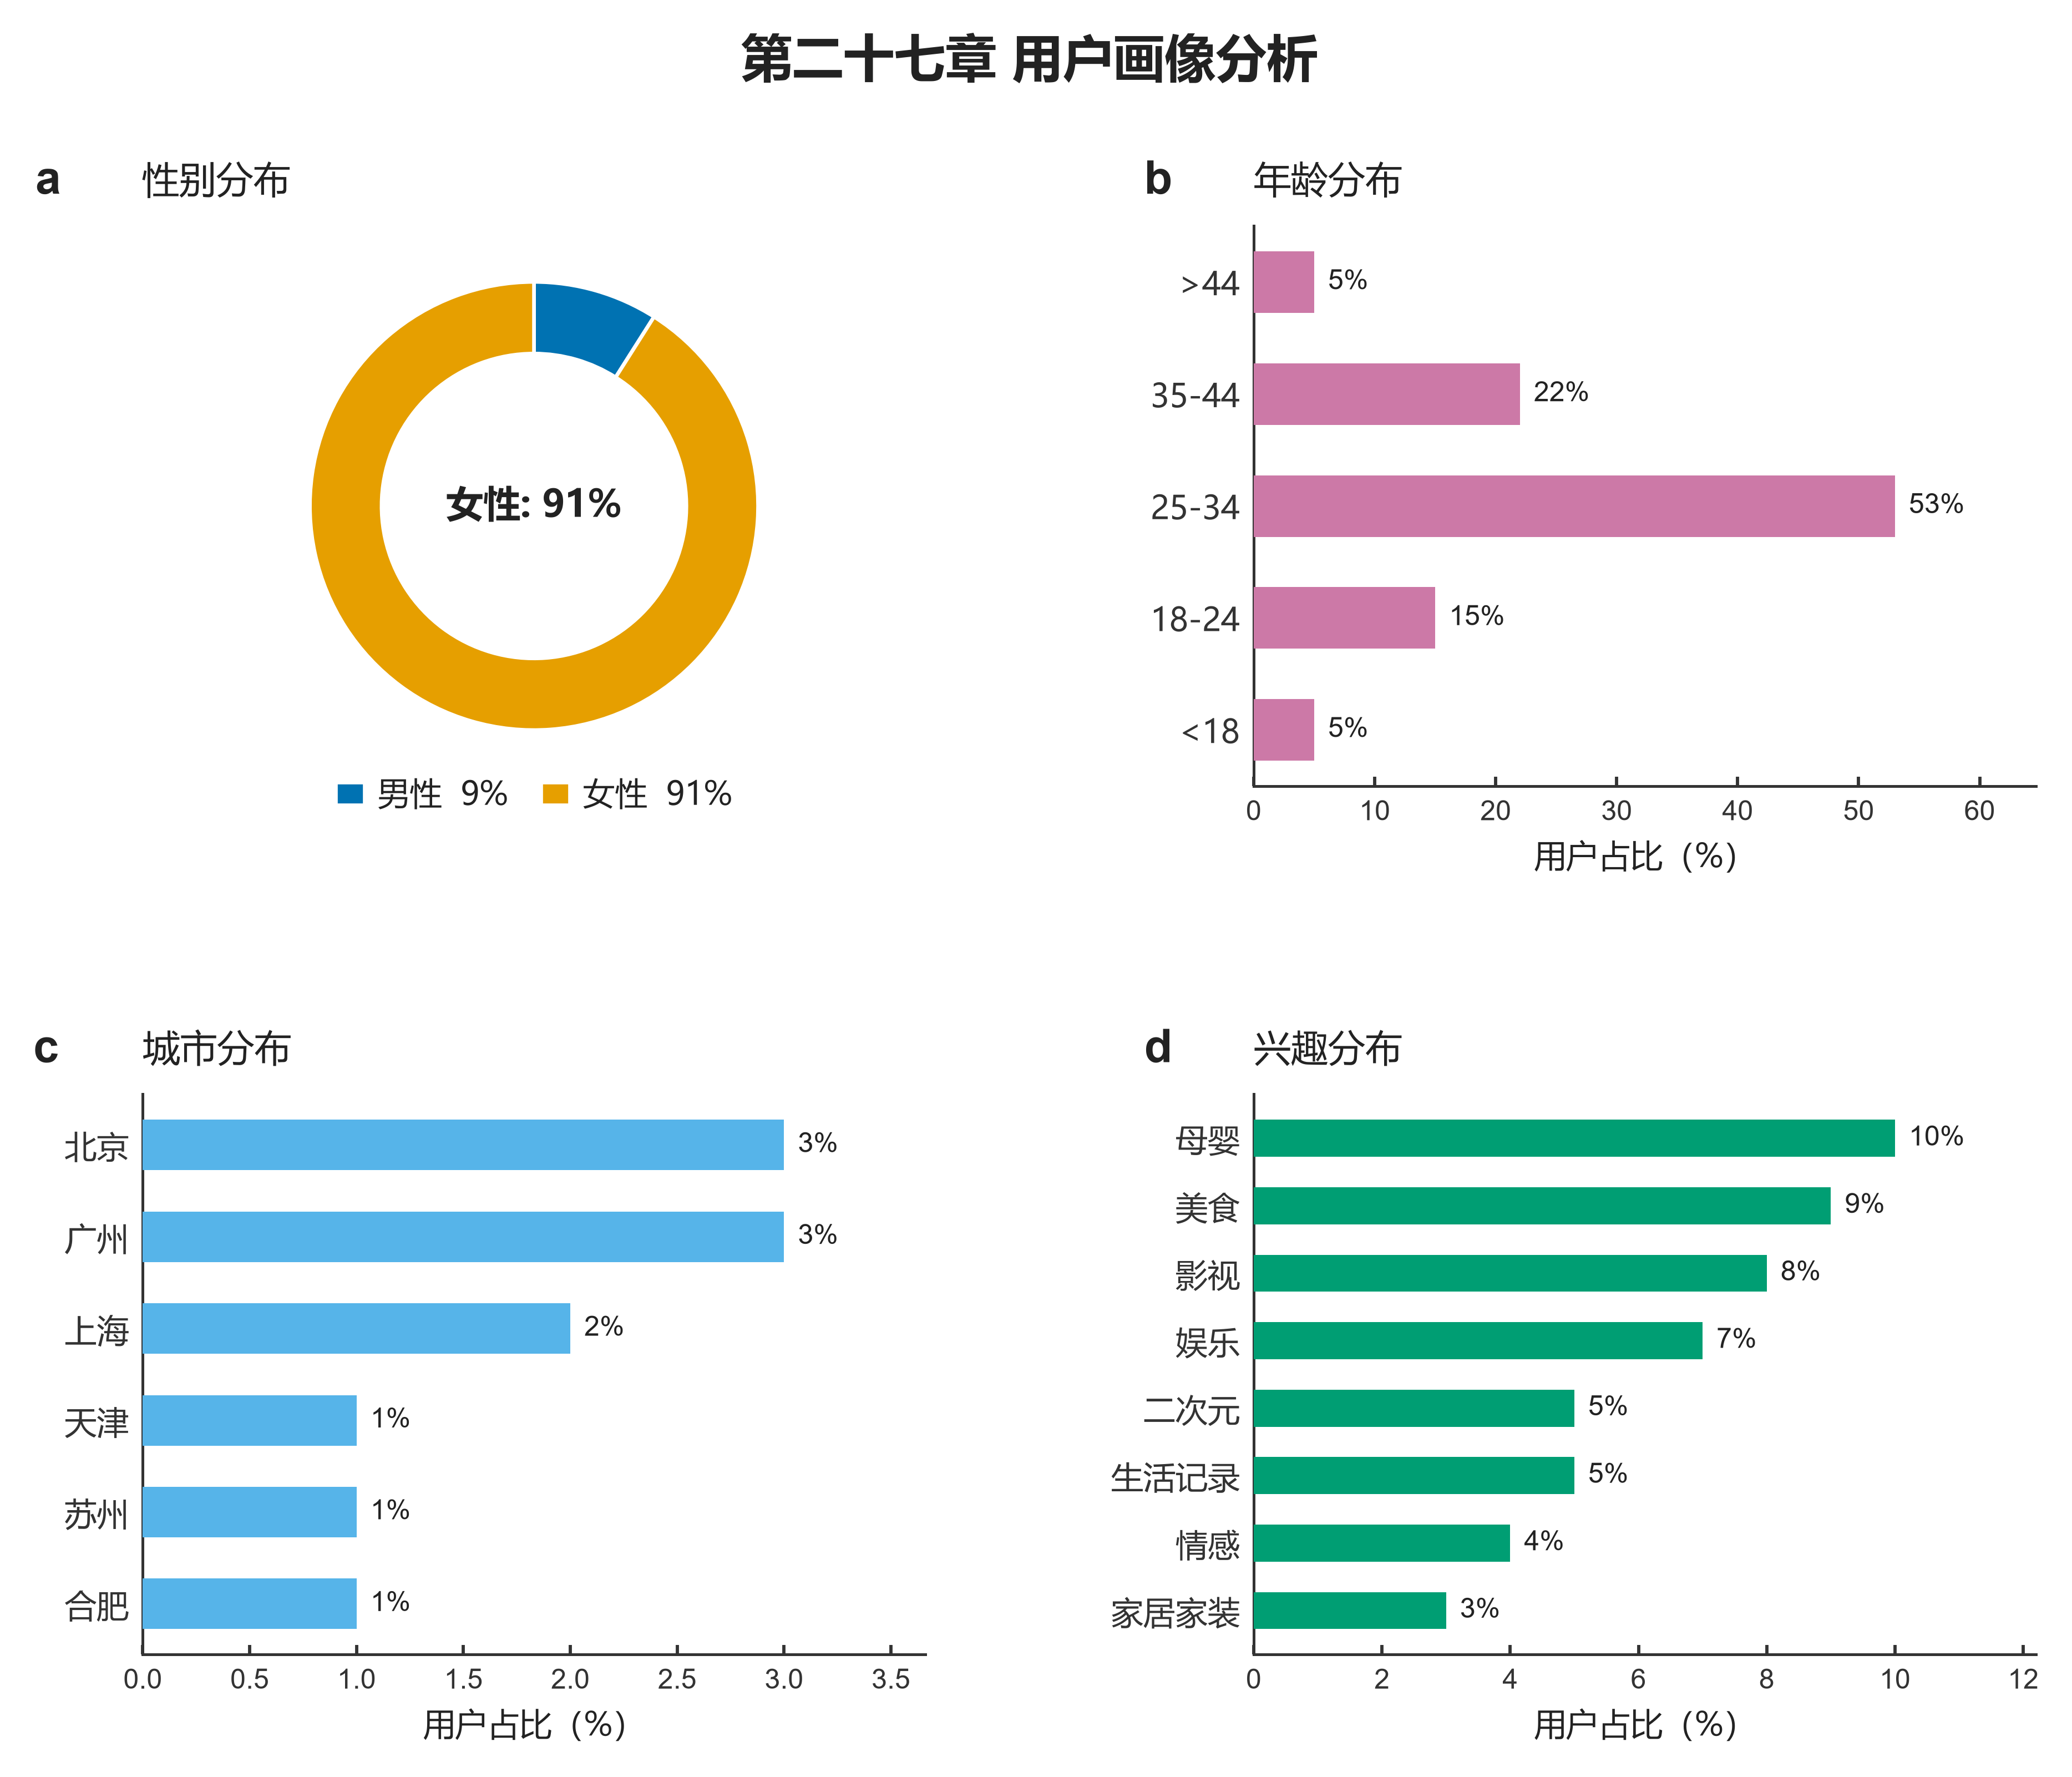 第二十七章 用户画像分析
a 性别分布
女性: 91%
男性 9% 女性 91%
b 年龄分布
>44 5%
35-44 22%
25-34 53%
18-24 15%
<18 5%
0 10 20 30 40 50 60
用户占比（%）
c 城市分布
北京 3%
广州 3%
上海 2%
天津 1%
苏州 1%
合肥 1%
0.0 0.5 1.0 1.5 2.0 2.5 3.0 3.5
用户占比（%）
d 兴趣分布
母婴 10%
美食 9%
影视 8%
娱乐 7%
二次元 5%
生活记录 5%
情感 4%
家居家装 3%
0 2 4 6 8 10 12
用户占比（%）